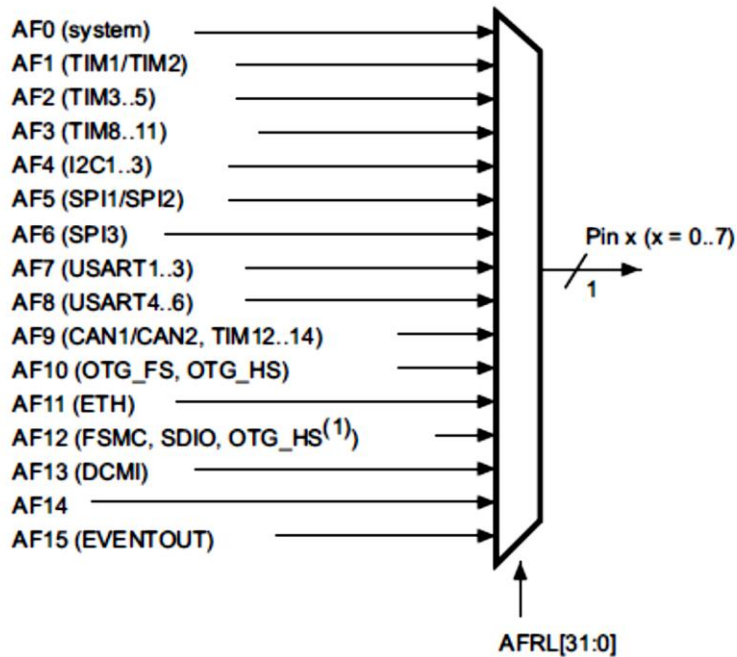 AF0 (system)
AF1 (TIM1/TIM2)
AF2 (TIM3..5)
AF3 (TIM8..11)
AF4 (I2C1..3)
AF5 (SPI1/SPI2)
AF6 (SPI3)
AF7 (USART1..3)
AF8 (USART4..6)
AF9 (CAN1/CAN2, TIM12..14)
AF10 (OTG_FS, OTG_HS)
AF11 (ETH)
AF12 (FSMC, SDIO, OTG_HS(1))
AF13 (DCMI)
AF14
AF15 (EVENTOUT)
Pin x (x = 0..7)
1
AFRL[31:0]